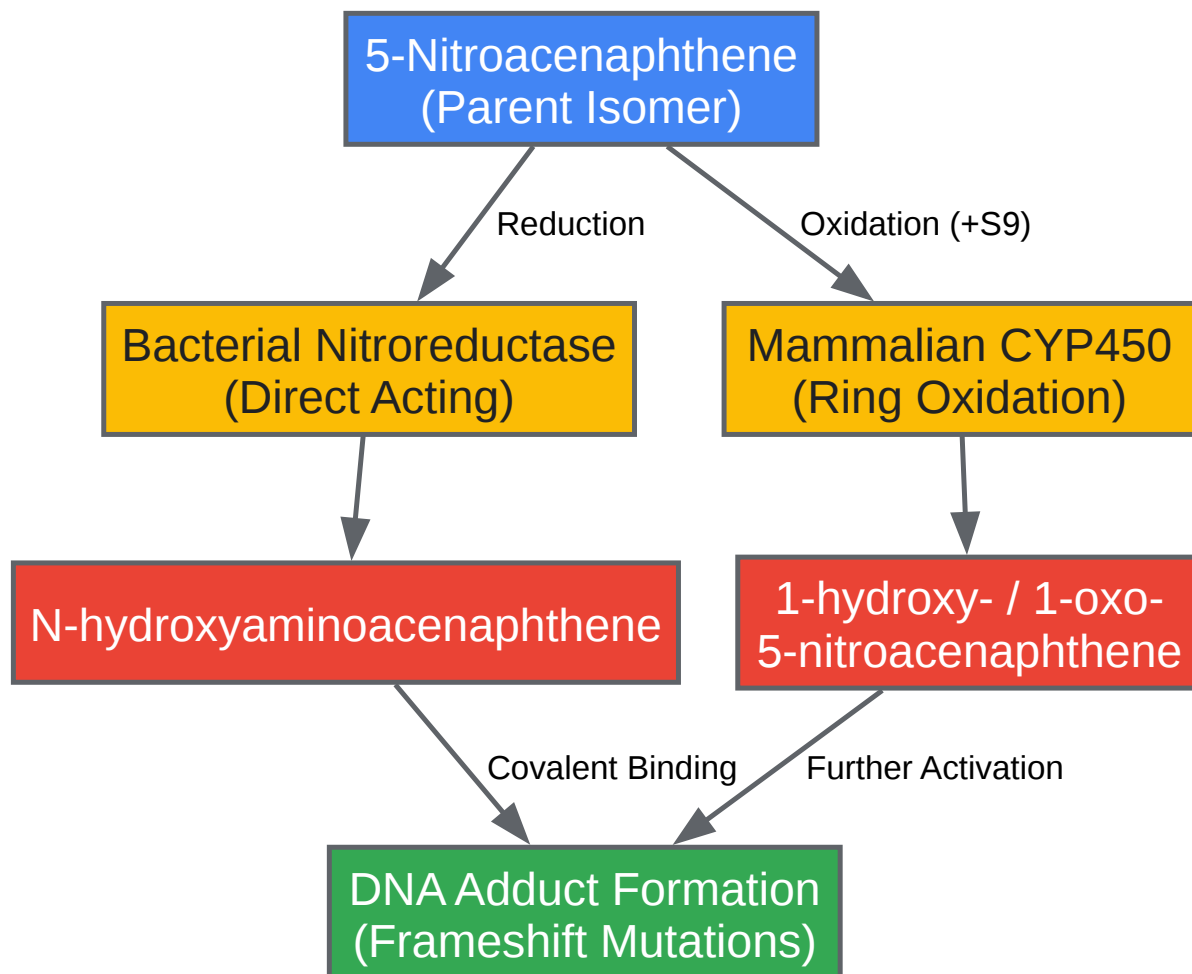 5-Nitroacenaphthene
(Parent Isomer)
Reduction
Oxidation (+S9)
Bacterial Nitroreductase
(Direct Acting)
Mammalian CYP450
(Ring Oxidation)
N-hydroxyaminoacenaphthene
1-hydroxy- / 1-oxo-
5-nitroacenaphthene
Covalent Binding
Further Activation
DNA Adduct Formation
(Frameshift Mutations)